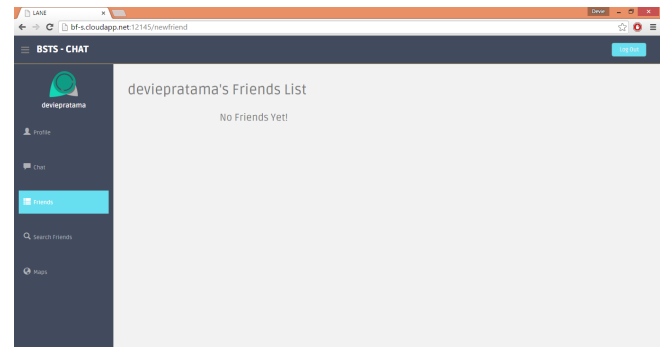 LANE
Devie
bf-s.cloudapp.net:12145/newfriend
BSTS - CHAT
Log Out
deviepratama
deviepratama's Friends List
No Friends Yet!
Profile
Chat
Friends
Search Friends
Maps